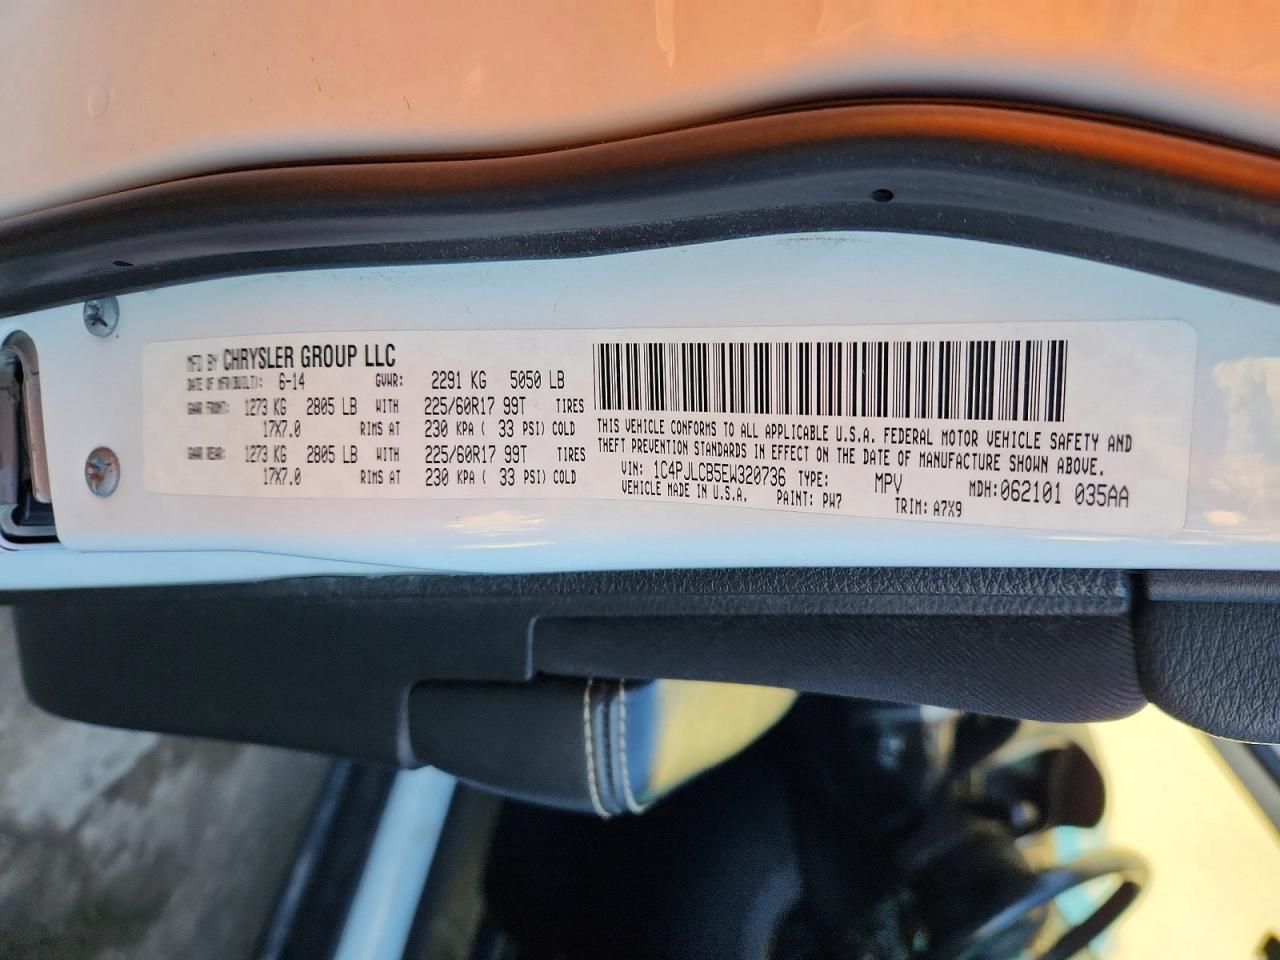 MFD BY CHRYSLER GROUP LLC
DATE OF MFR(BUILT): 6-14 GVWR: 2291 KG 5050 LB
GAWR FRONT: 1273 KG 2805 LB WITH 225/60R17 99T TIRES
17X7.0 RIMS AT 230 KPA ( 33 PSI) COLD
GAWR REAR: 1273 KG 2805 LB WITH 225/60R17 99T TIRES
17X7.0 RIMS AT 230 KPA ( 33 PSI) COLD
THIS VEHICLE CONFORMS TO ALL APPLICABLE U.S.A. FEDERAL MOTOR VEHICLE SAFETY AND
THEFT PREVENTION STANDARDS IN EFFECT ON THE DATE OF MANUFACTURE SHOWN ABOVE.
VIN: 1C4PJLCB5EW320736 TYPE: MPV MDH:062101 035AA
VEHICLE MADE IN U.S.A. PAINT: PW7 TRIM: A7X9